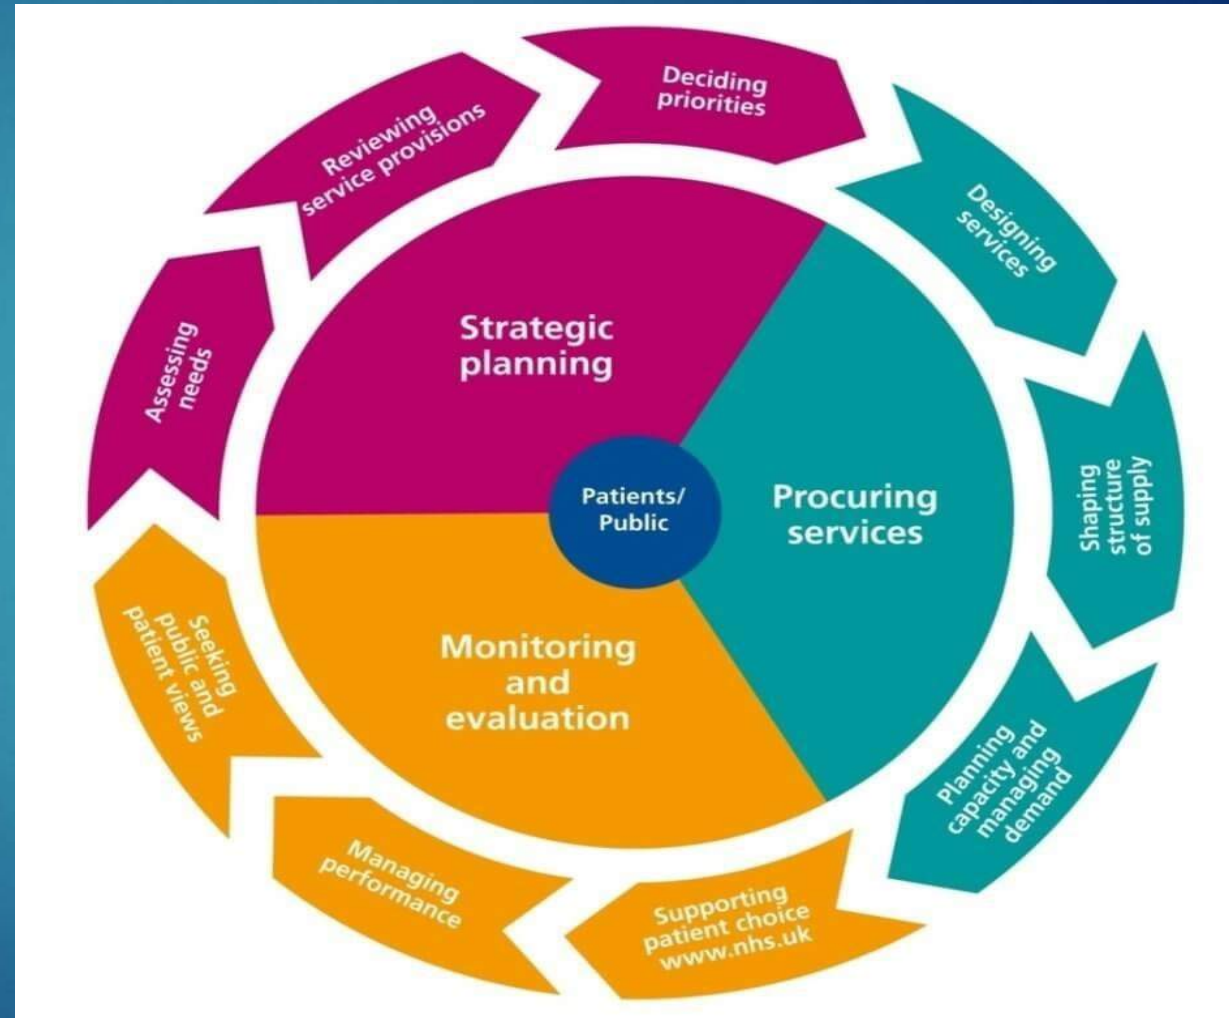 Deciding
priorities
Designing
services
Shaping
structure
of supply
Planning
capacity and
managing
demand
Supporting
patient choice
www.nhs.uk
Managing
performance
Seeking
public and
patient views
Assessing
needs
Reviewing
service provisions
Strategic
planning
Procuring
services
Monitoring
and
evaluation
Patients/
Public